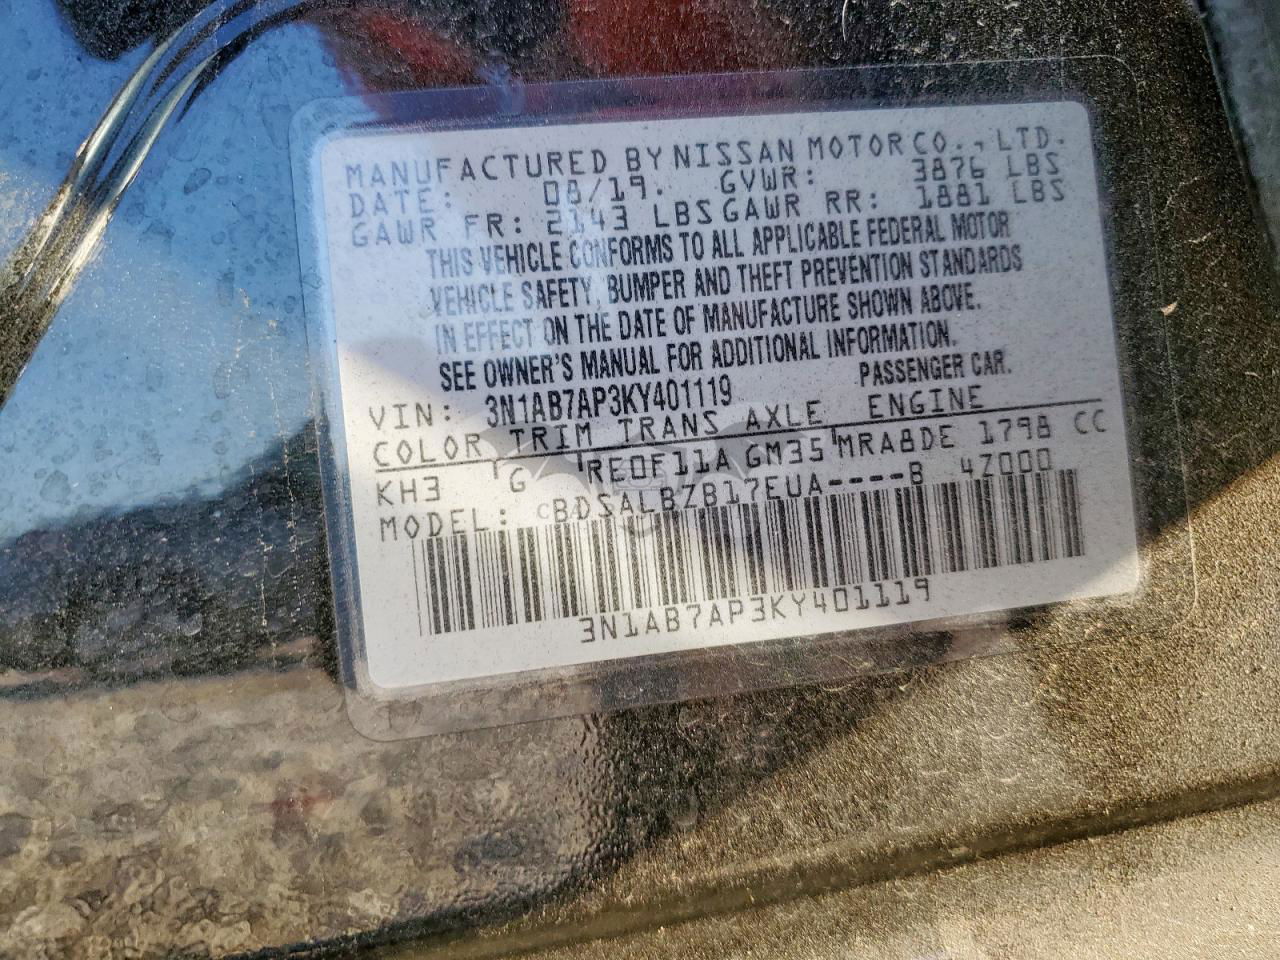 MANUFACTURED BY NISSAN MOTOR CO., LTD.
DATE: 08/19. GVWR: 3876 LBS
GAWR FR: 2143 LBS GAWR RR: 1881 LBS
THIS VEHICLE CONFORMS TO ALL APPLICABLE FEDERAL MOTOR
VEHICLE SAFETY, BUMPER AND THEFT PREVENTION STANDARDS
IN EFFECT ON THE DATE OF MANUFACTURE SHOWN ABOVE.
SEE OWNER'S MANUAL FOR ADDITIONAL INFORMATION.
VIN: 3N1AB7AP3KY401119 PASSENGER CAR.
COLOR TRIM TRANS AXLE ENGINE
KH3 G RE0F11A GM35 MRA8DE 1798 CC
MODEL: BDSALBZB17EUA----B 4Z000
3N1AB7AP3KY401119